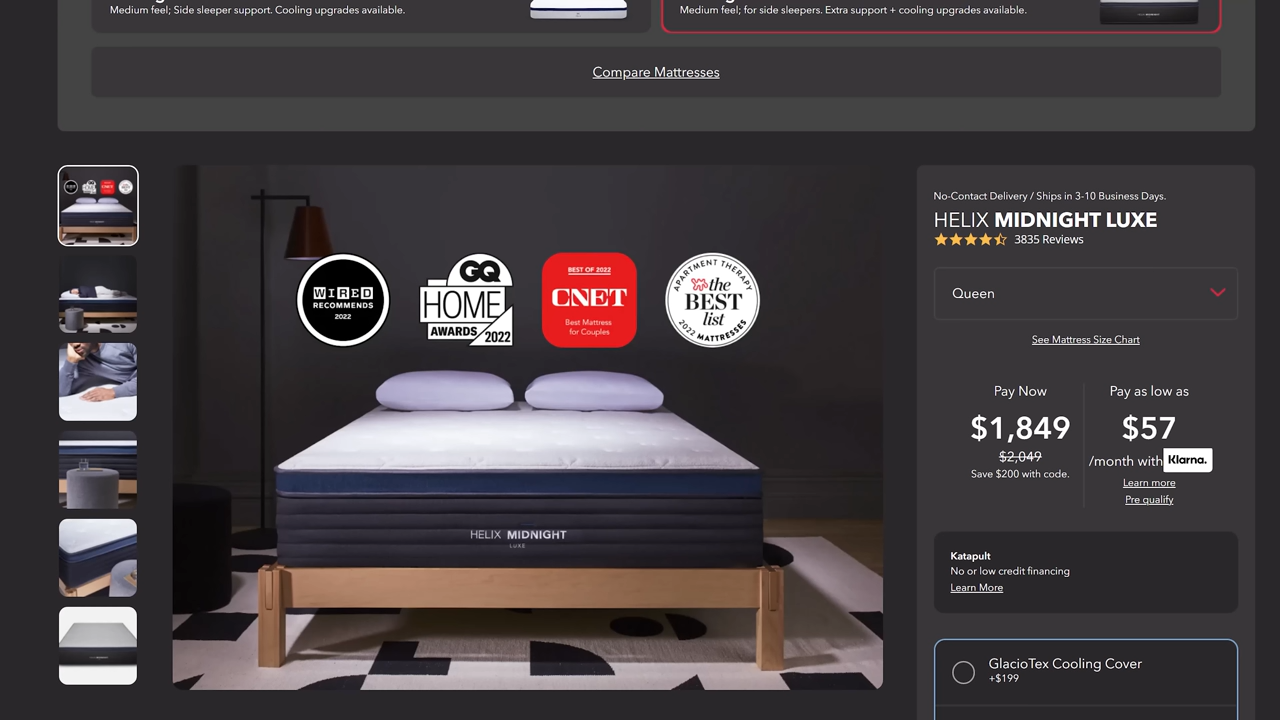 Medium feel; Side sleeper support. Cooling upgrades available.
Medium feel; for side sleepers. Extra support + cooling upgrades available.
Compare Mattresses
No-Contact Delivery / Ships in 3-10 Business Days.
HELIX MIDNIGHT LUXE
3835 Reviews
Queen
See Mattress Size Chart
Pay Now
$1,849
$2,049
Save $200 with code.
Pay as low as
$57
/month with Klarna.
Learn more
Pre qualify
Katapult
No or low credit financing
Learn More
GlacioTex Cooling Cover
+$199
WIRED
RECOMMENDS
2022
GQ
HOME
AWARDS 2022
BEST OF 2022
CNET
Best Mattress
for Couples
APARTMENT THERAPY
the
BEST
list
2022 MATTRESSES
HELIX MIDNIGHT
LUXE